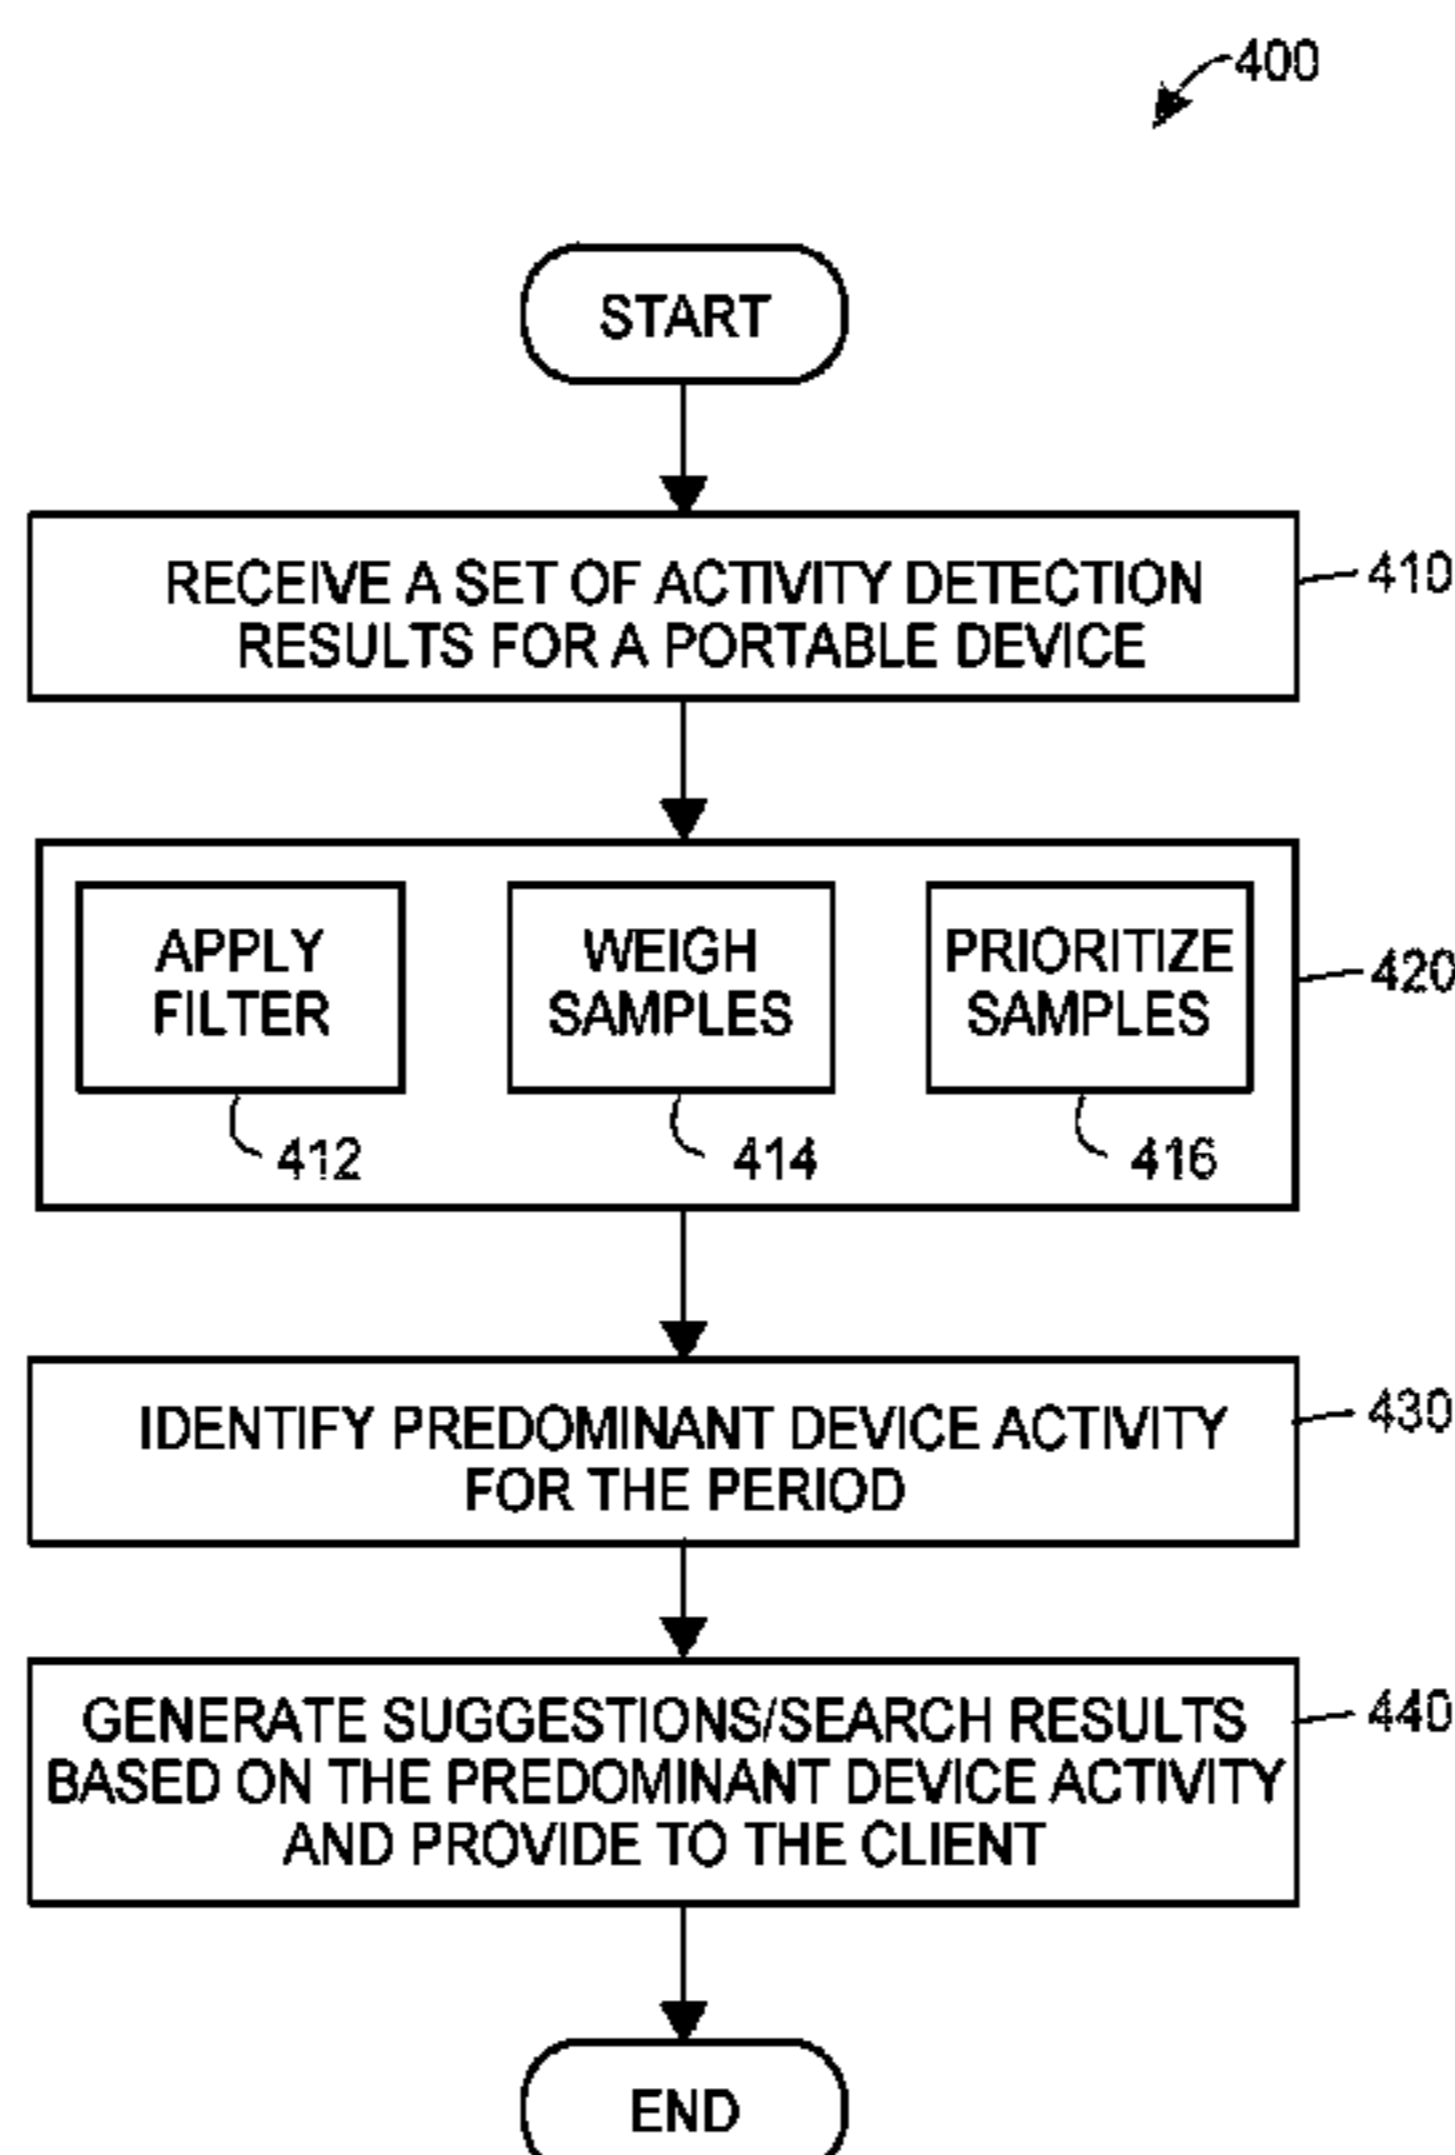 400
START
RECEIVE A SET OF ACTIVITY DETECTION
RESULTS FOR A PORTABLE DEVICE
410
APPLY
FILTER
412
WEIGH
SAMPLES
414
PRIORITIZE
SAMPLES
416
420
IDENTIFY PREDOMINANT DEVICE ACTIVITY
FOR THE PERIOD
430
GENERATE SUGGESTIONS/SEARCH RESULTS
BASED ON THE PREDOMINANT DEVICE ACTIVITY
AND PROVIDE TO THE CLIENT
440
END